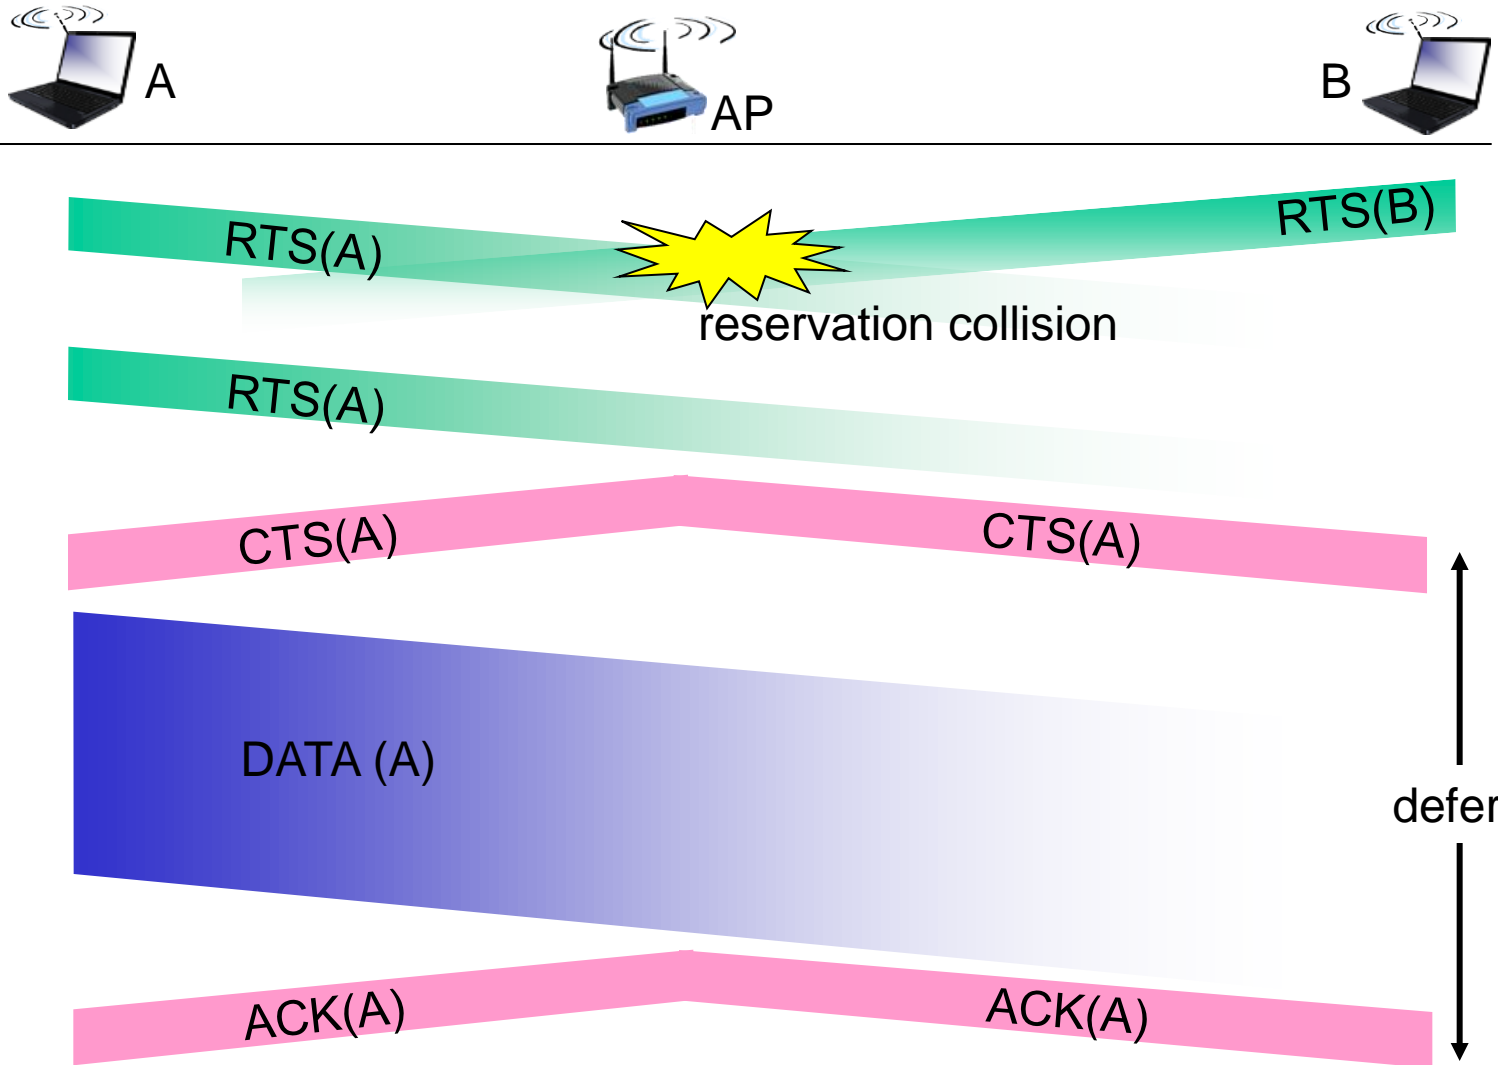 A
AP
B
RTS(A)
RTS(B)
reservation collision
RTS(A)
CTS(A)
CTS(A)
DATA (A)
defer
ACK(A)
ACK(A)